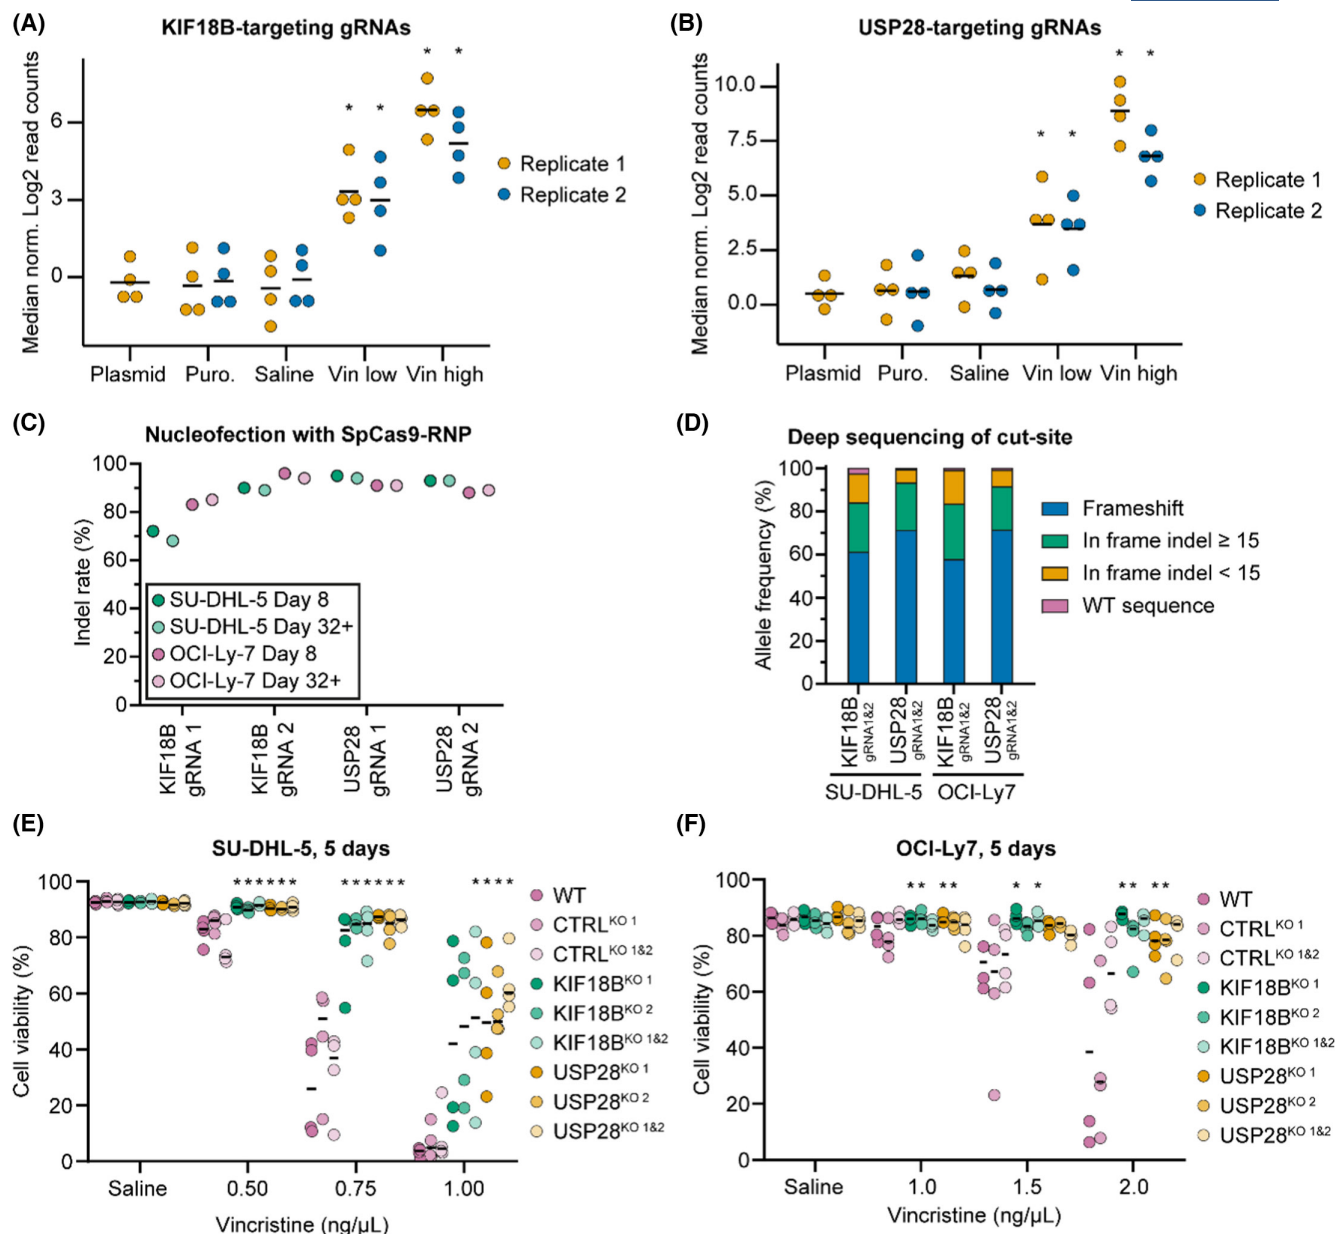 (A)
KIF18B-targeting gRNAs
Median norm. Log2 read counts
6
3
0
* * * *
Plasmid Puro. Saline Vin low Vin high
Replicate 1
Replicate 2
(B)
USP28-targeting gRNAs
Median norm. Log2 read counts
10.0
7.5
5.0
2.5
0.0
* * * *
Plasmid Puro. Saline Vin low Vin high
Replicate 1
Replicate 2
(C)
Nucleofection with SpCas9-RNP
Indel rate (%)
100
80
60
40
20
0
SU-DHL-5 Day 8
SU-DHL-5 Day 32+
OCI-Ly-7 Day 8
OCI-Ly-7 Day 32+
KIF18B
gRNA 1
KIF18B
gRNA 2
USP28
gRNA 1
USP28
gRNA 2
(D)
Deep sequencing of cut-site
Allele frequency (%)
100
80
60
40
20
0
Frameshift
In frame indel ≥ 15
In frame indel < 15
WT sequence
KIF18B
gRNA1&2
USP28
gRNA1&2
KIF18B
gRNA1&2
USP28
gRNA1&2
SU-DHL-5 OCI-Ly7
(E)
SU-DHL-5, 5 days
Cell viability (%)
100
80
60
40
20
0
****** ****** ****
Saline 0.50 0.75 1.00
Vincristine (ng/µL)
WT
CTRL KO 1
CTRL KO 1&2
KIF18B KO 1
KIF18B KO 2
KIF18B KO 1&2
USP28 KO 1
USP28 KO 2
USP28 KO 1&2
(F)
OCI-Ly7, 5 days
Cell viability (%)
100
80
60
40
20
0
** ** * * ** **
Saline 1.0 1.5 2.0
Vincristine (ng/µL)
WT
CTRL KO 1
CTRL KO 1&2
KIF18B KO 1
KIF18B KO 2
KIF18B KO 1&2
USP28 KO 1
USP28 KO 2
USP28 KO 1&2